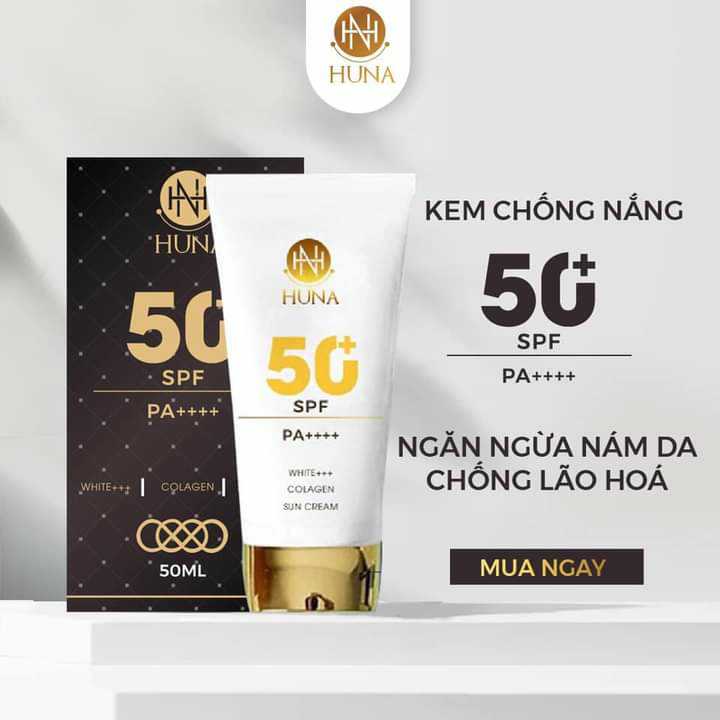 HUNA
HUNA
50+
SPF
PA++++
WHITE+++ | COLAGEN |
50ML
HUNA
50+
SPF
PA++++
WHITE+++
COLAGEN
SUN CREAM
KEM CHỐNG NẮNG
50+
SPF
PA++++
NGĂN NGỪA NÁM DA
CHỐNG LÃO HOÁ
MUA NGAY